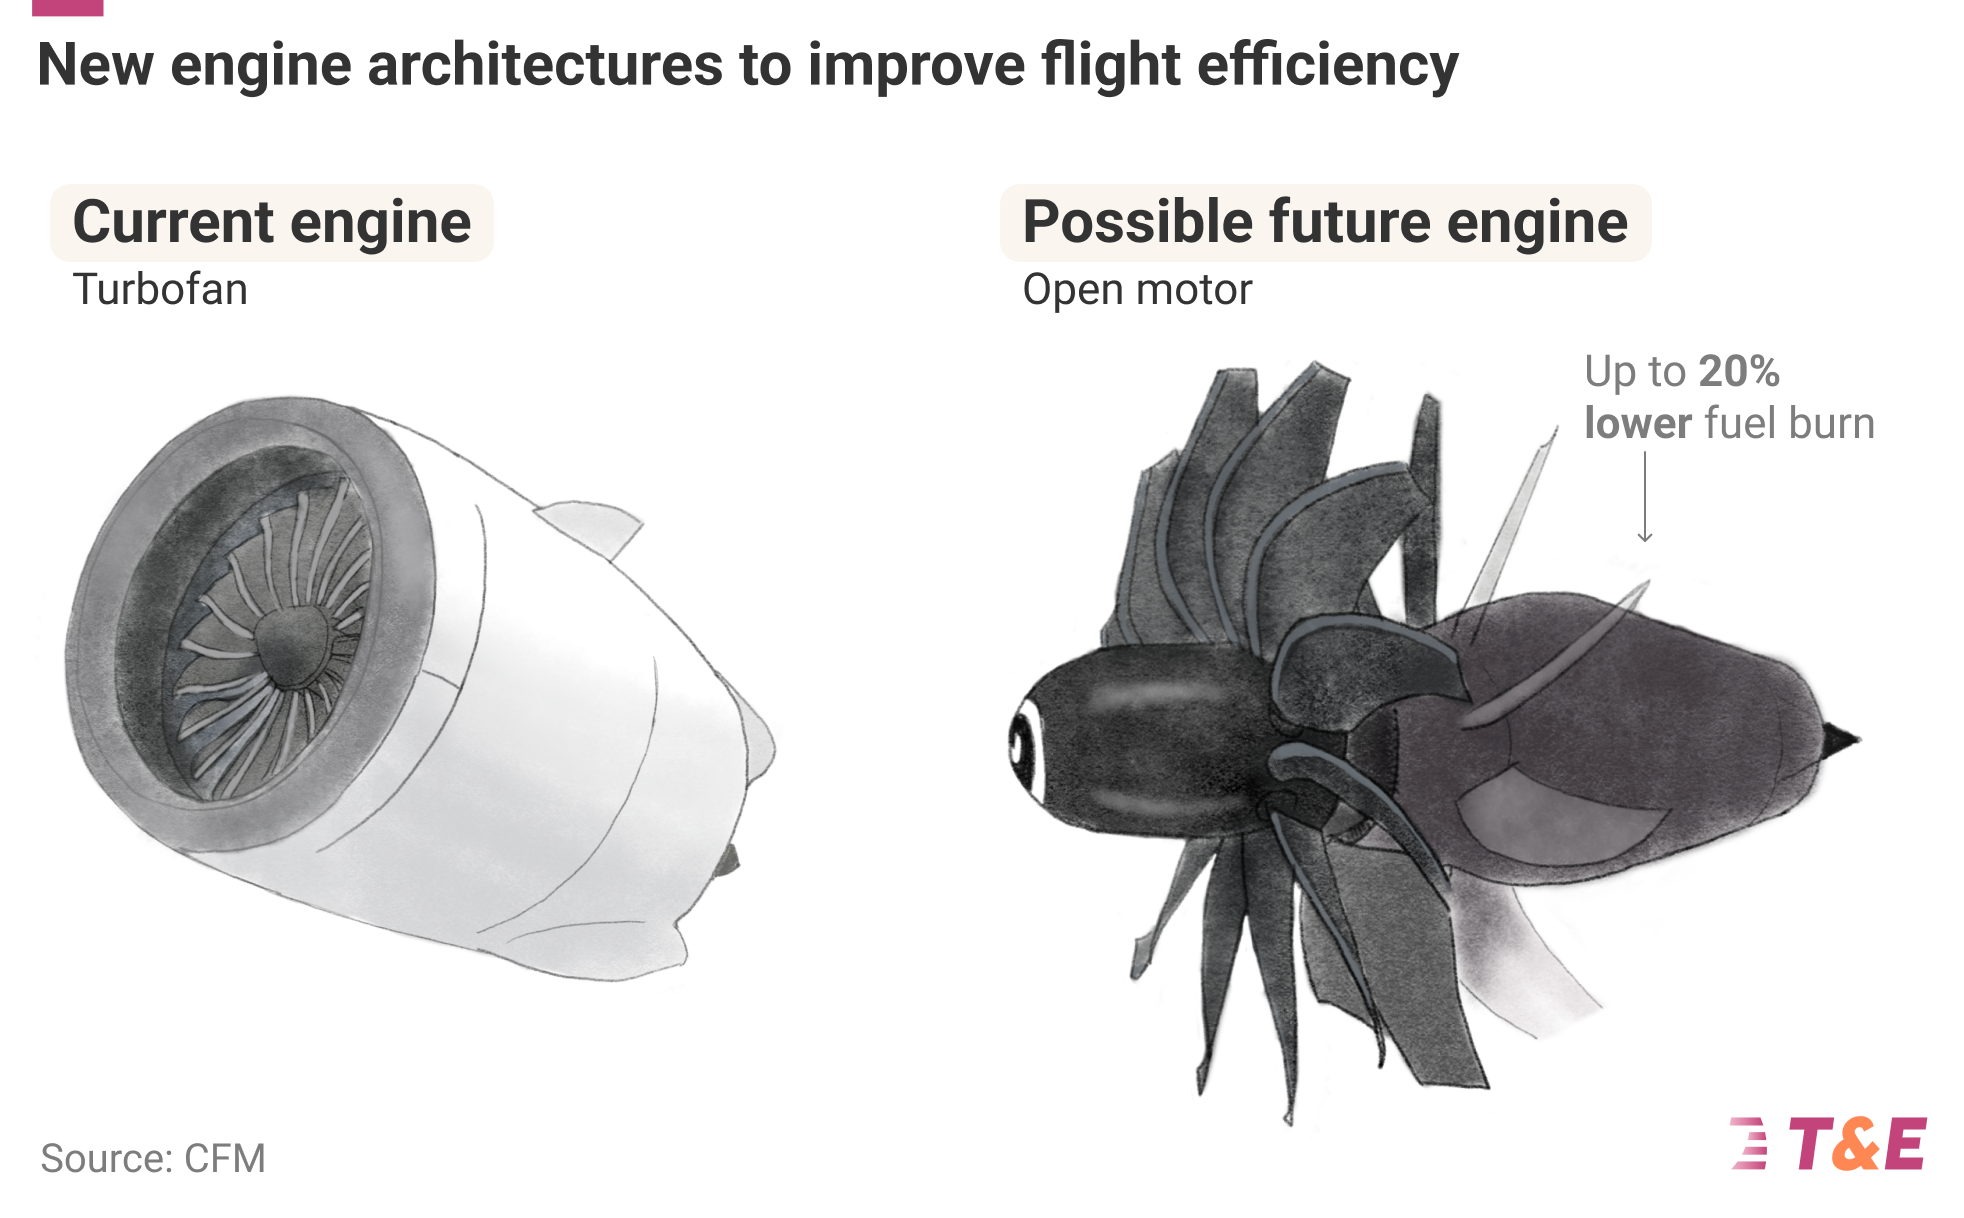 New engine architectures to improve flight efficiency
Current engine
Turbofan
Possible future engine
Open motor
Up to 20%
lower fuel burn
Source: CFM
T&E